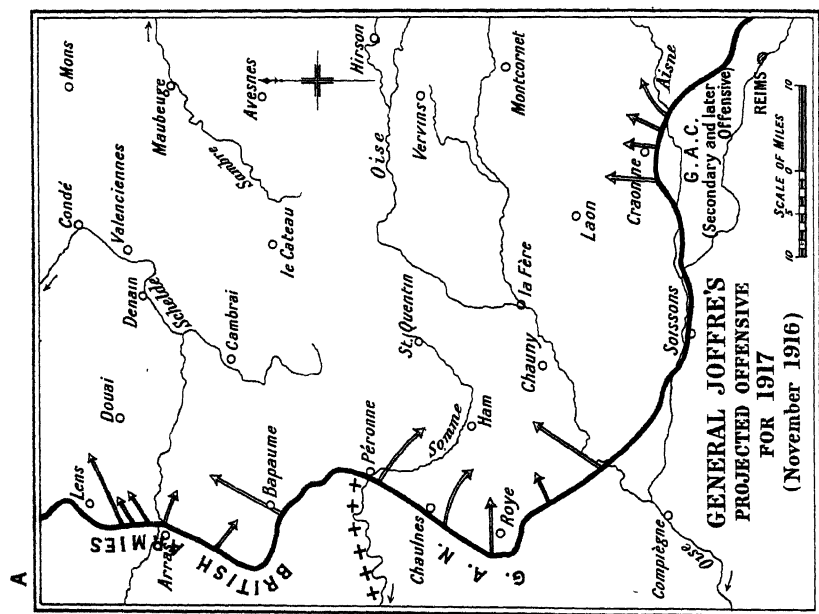 A
Mons
Condé
Valenciennes
Maubeuge
Sambre
Avesnes
Hirson
Denain
Schelde
Douai
Cambrai
le Cateau
Lens
Arras
BRITISH ARMIES
Bapaume
Péronne
Somme
St. Quentin
Oise
Vervins
Montcornet
Ham
Chaulnes
G. A. N.
Roye
Chauny
la Fère
Laon
Craonne
Aisne
G. A. C.
(Secondary and later
Offensive)
REIMS
Soissons
Compiègne
Oise
GENERAL JOFFRE'S
PROJECTED OFFENSIVE
FOR 1917
(November 1916)
SCALE OF MILES
10 5 0 10